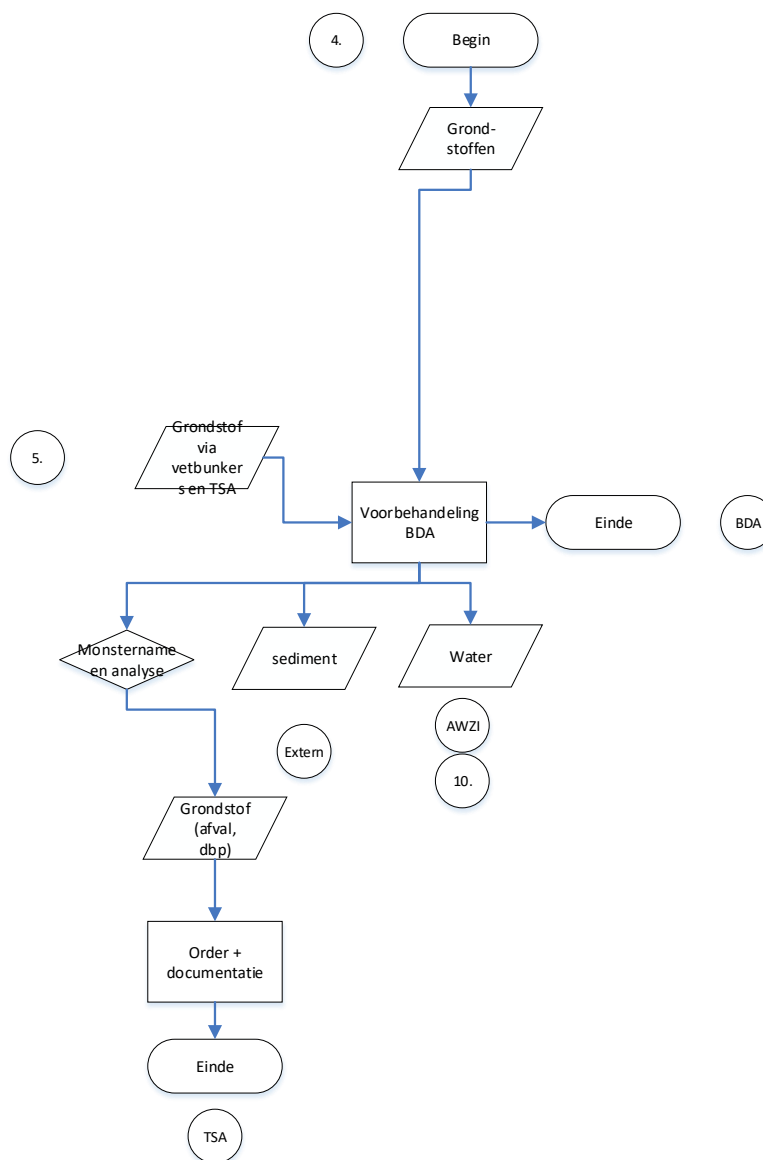 4.
Begin
Grond-
stoffen
5.
Grondstof
via
vetbunker
s en TSA
Voorbehandeling
BDA
Einde
BDA
Monstername
en analyse
sediment
Water
Extern
AWZI
10.
Grondstof
(afval,
dbp)
Order +
documentatie
Einde
TSA